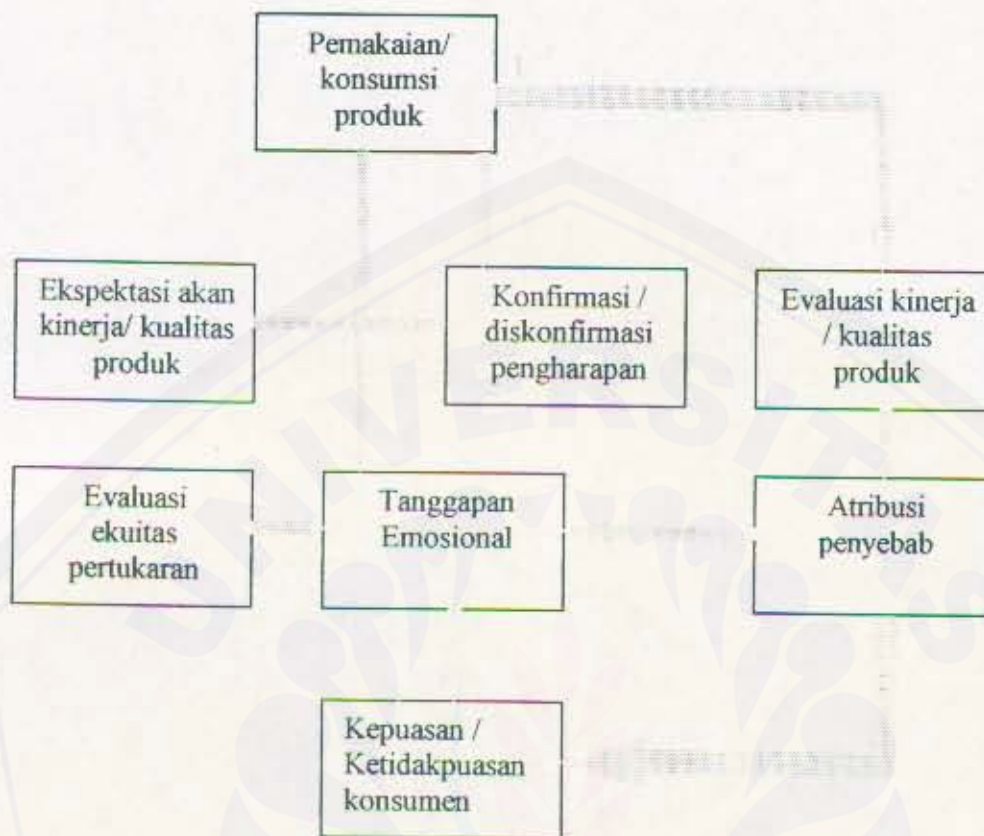 Pemakaian/
konsumsi
produk
Ekspektasi akan
kinerja/ kualitas
produk
Konfirmasi /
diskonfirmasi
pengharapan
Evaluasi kinerja
/ kualitas
produk
Evaluasi
ekuitas
pertukaran
Tanggapan
Emosional
Atribusi
penyebab
Kepuasan /
Ketidakpuasan
konsumen
UNIVERSITAS